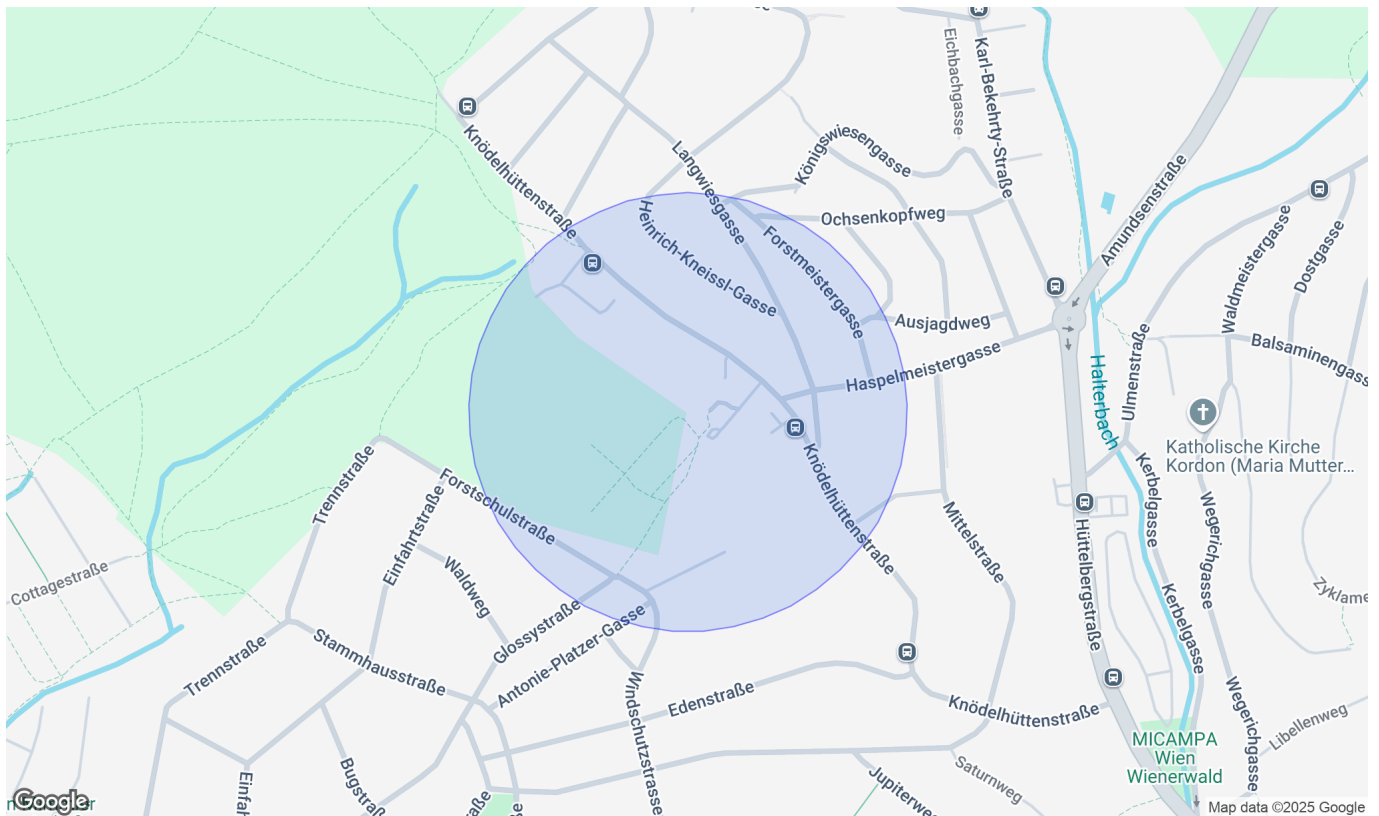 Eichbachgasse
Karl-Bekehrty-Straße
Knödelhüttenstraße
Langwiesgasse
Königswiesengasse
Amundsenstraße
Heinrich-Kneissl-Gasse
Forstmeistergasse
Ochsenkopfweg
Waldmeistergasse
Dostgasse
Ausjagdweg
Haspelmeistergasse
Halterbach
Ulmenstraße
Balsaminengass
Katholische Kirche
Kordon (Maria Mutter...
Trennstraße
Forstschulstraße
Einfahrtstraße
Knödelhüttenstraße
Mittelstraße
Hüttelbergstraße
Kerbelgasse
Wegerichgasse
Cottagestraße
Waldweg
Glossystraße
Antonie-Platzer-Gasse
Kerbelgasse
Zyklame
Trennstraße
Stammhausstraße
Windschutzstrasse
Edenstraße
Knödelhüttenstraße
Wegerichgasse
Libellenweg
MICAMPA
Wien
Wienerwald
Einfah
Bugstraß
Saturnweg
Jupiterweg
Google
Map data ©2025 Google